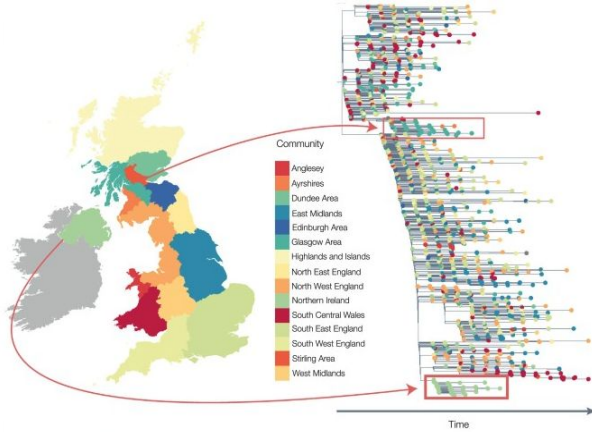 Community
Anglesey
Ayrshires
Dundee Area
East Midlands
Edinburgh Area
Glasgow Area
Highlands and Islands
North East England
North West England
Northern Ireland
South Central Wales
South East England
South West England
Stirling Area
West Midlands
Time